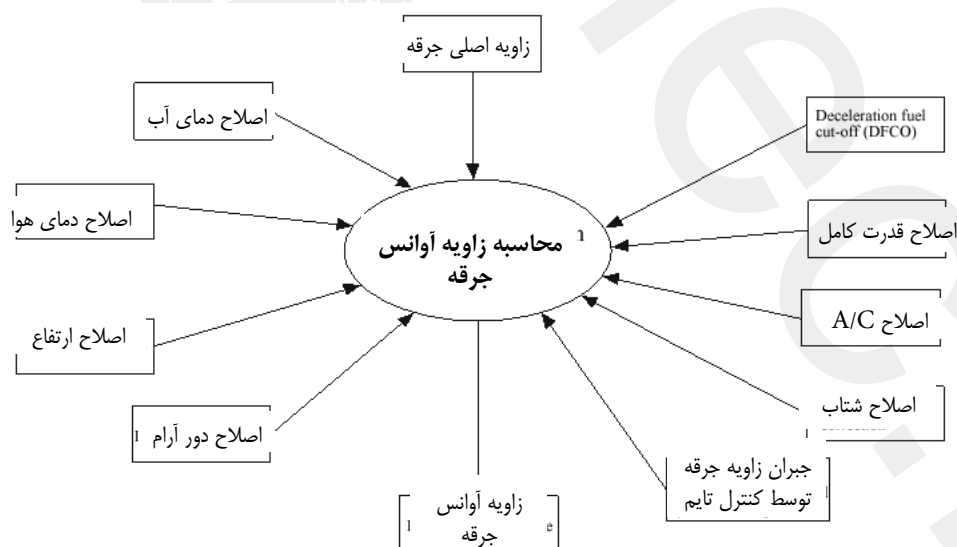 زاویه اصلی جرقه
اصلاح دمای آب
Deceleration fuel
cut-off (DFCO)
اصلاح دمای هوا
اصلاح قدرت کامل
محاسبه زاویه آوانس
جرقه
اصلاح A/C
اصلاح ارتفاع
اصلاح شتاب
اصلاح دور آرام
جبران زاویه جرقه
توسط کنترل تایم
زاویه آوانس
جرقه